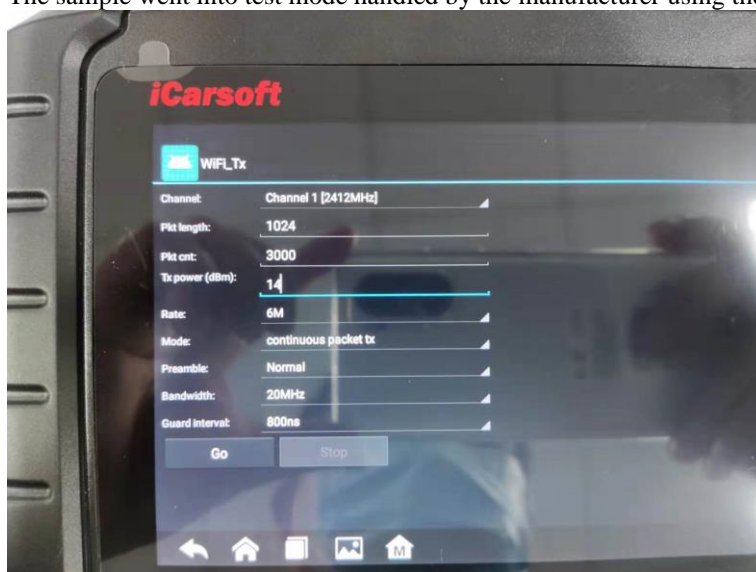 The sample went into test mode handled by the manufacturer using the
iCarsoft
WiFi_Tx
Channel: Channel 1 [2412MHz]
Pkt length: 1024
Pkt cnt: 3000
Tx power (dBm): 14
Rate: 6M
Mode: continuous packet tx
Preamble: Normal
Bandwidth: 20MHz
Guard interval: 800ns
Go Stop
M